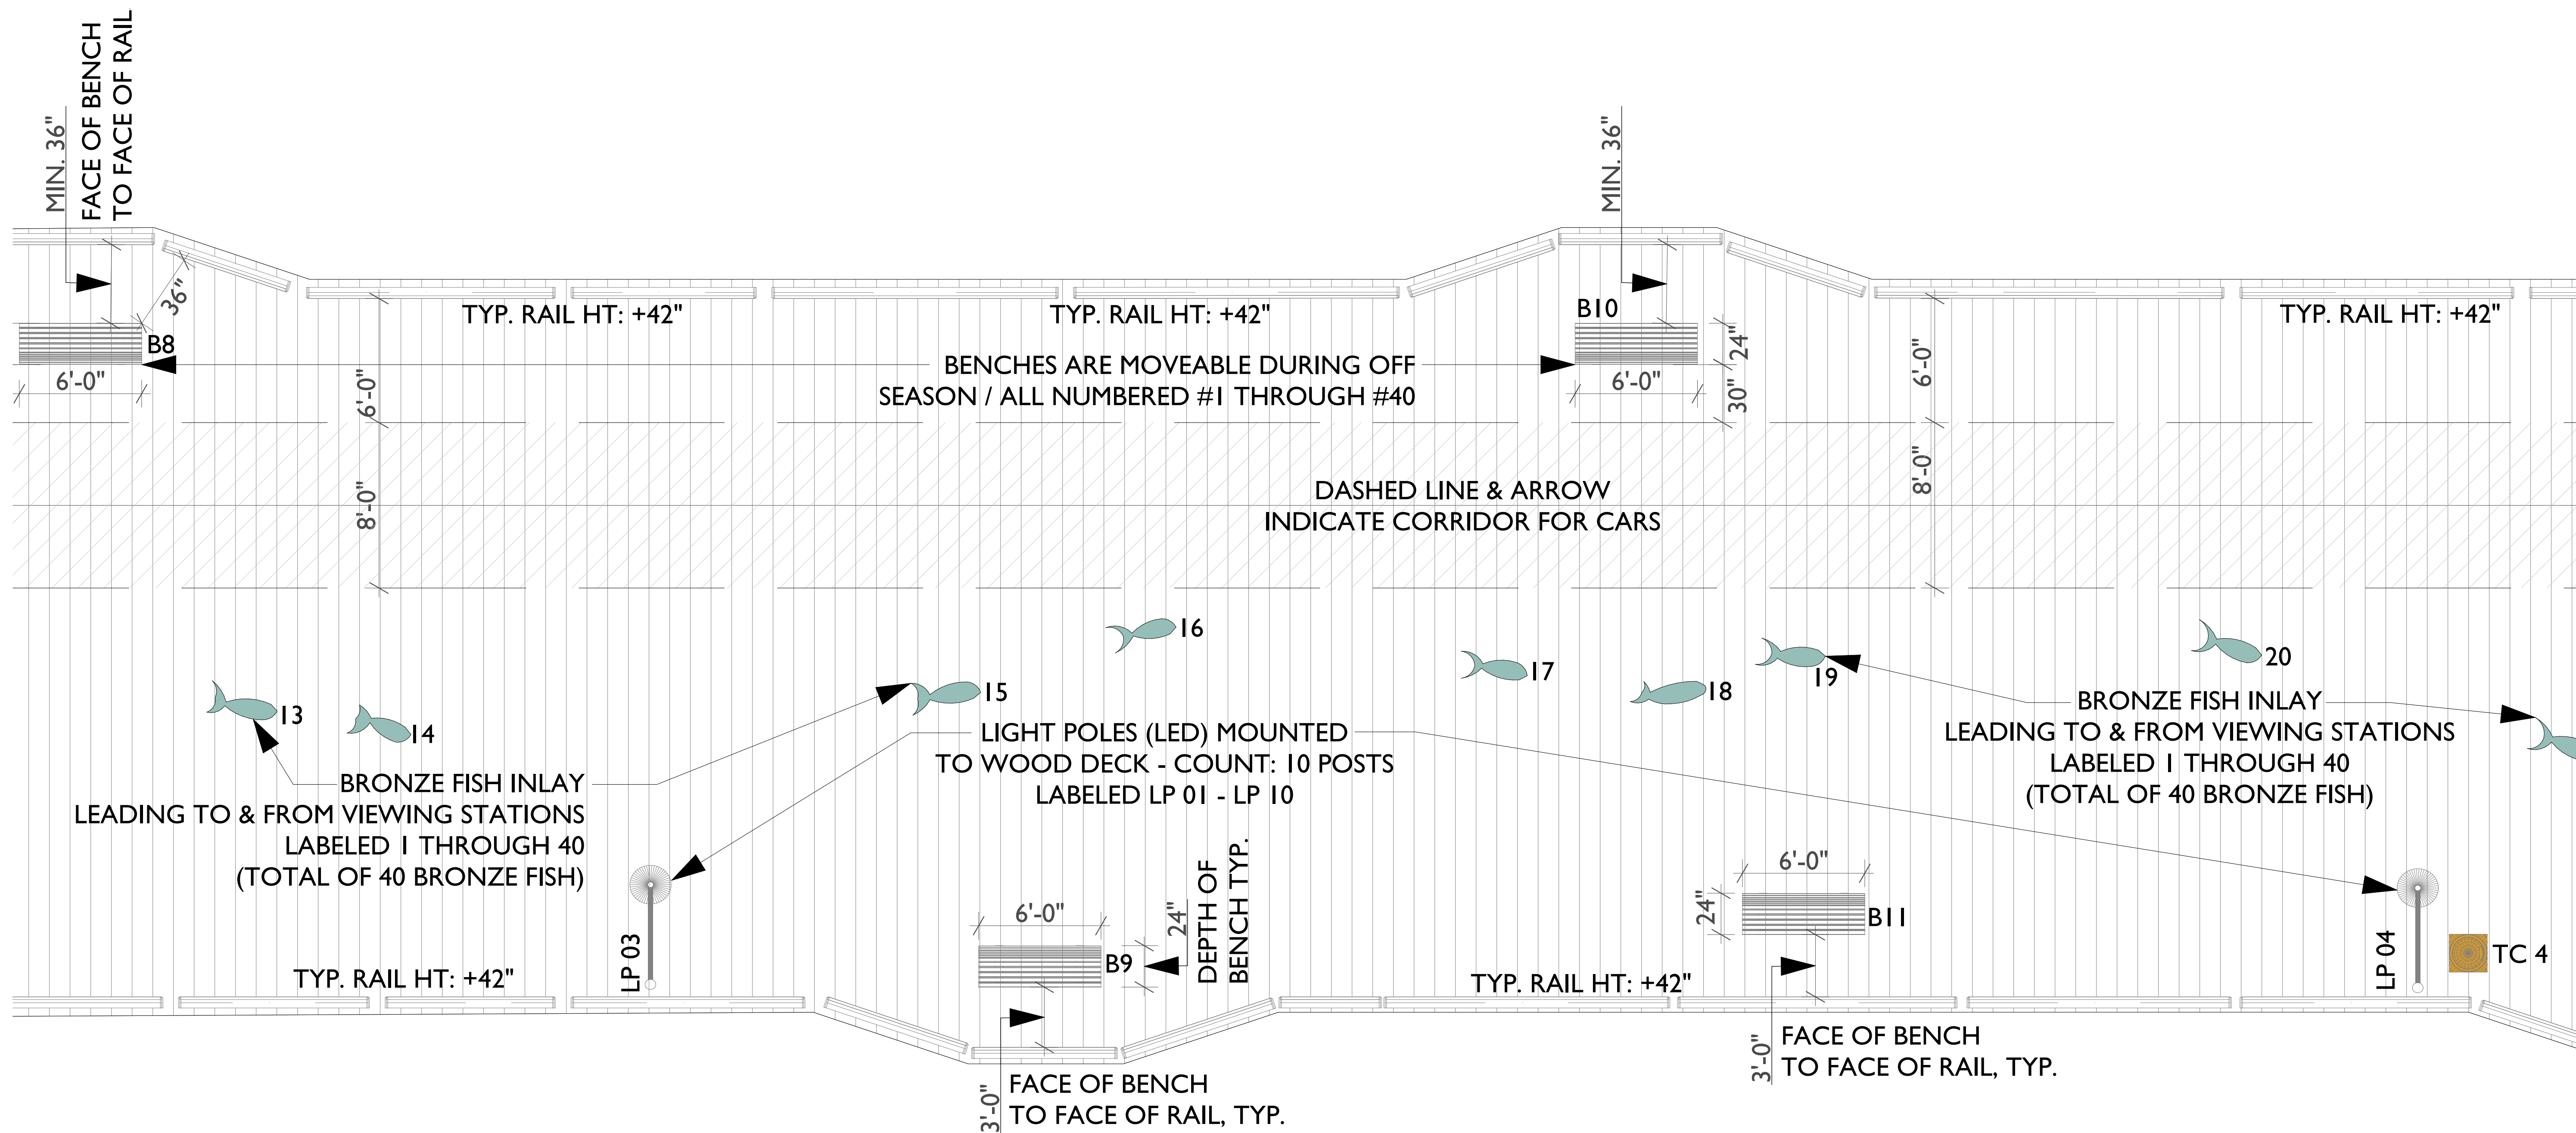 MIN. 36"
FACE OF BENCH
TO FACE OF RAIL
MIN. 36"
36"
TYP. RAIL HT: +42"
TYP. RAIL HT: +42"
TYP. RAIL HT: +42"
B8
B10
6'-0"
6'-0"
BENCHES ARE MOVEABLE DURING OFF
SEASON / ALL NUMBERED #1 THROUGH #40
6'-0"
24"
30"
6'-0"
8'-0"
DASHED LINE & ARROW
INDICATE CORRIDOR FOR CARS
8'-0"
13
14
15
16
17
18
19
20
BRONZE FISH INLAY
LEADING TO & FROM VIEWING STATIONS
LABELED 1 THROUGH 40
(TOTAL OF 40 BRONZE FISH)
LIGHT POLES (LED) MOUNTED
TO WOOD DECK - COUNT: 10 POSTS
LABELED LP 01 - LP 10
BRONZE FISH INLAY
LEADING TO & FROM VIEWING STATIONS
LABELED 1 THROUGH 40
(TOTAL OF 40 BRONZE FISH)
TYP. RAIL HT: +42"
LP 03
6'-0"
B9
24"
DEPTH OF
BENCH TYP.
TYP. RAIL HT: +42"
6'-0"
24"
B11
LP 04
TC 4
3'-0"
FACE OF BENCH
TO FACE OF RAIL, TYP.
3'-0"
FACE OF BENCH
TO FACE OF RAIL, TYP.